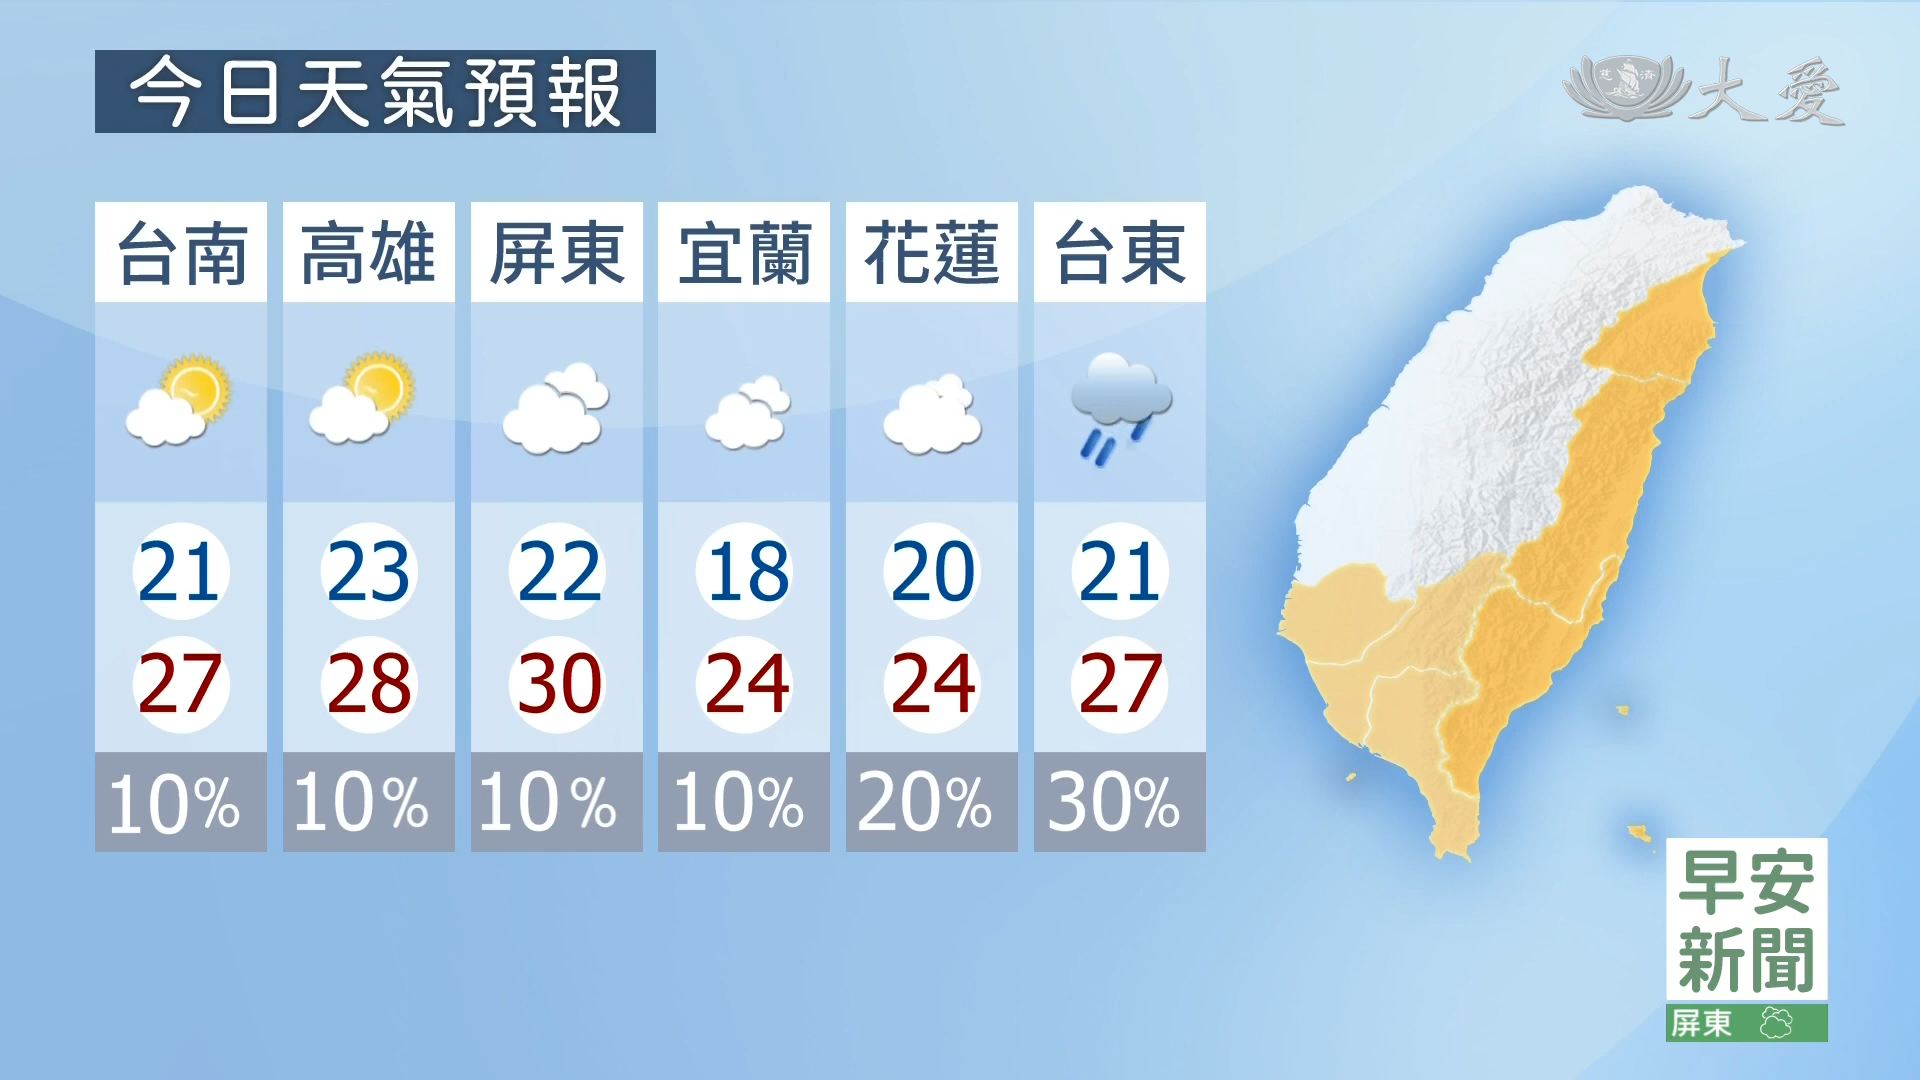 今日天氣預報
慈濟 大愛
台南 高雄 屏東 宜蘭 花蓮 台東
21 23 22 18 20 21
27 28 30 24 24 27
10% 10% 10% 10% 20% 30%
早安
新聞
屏東